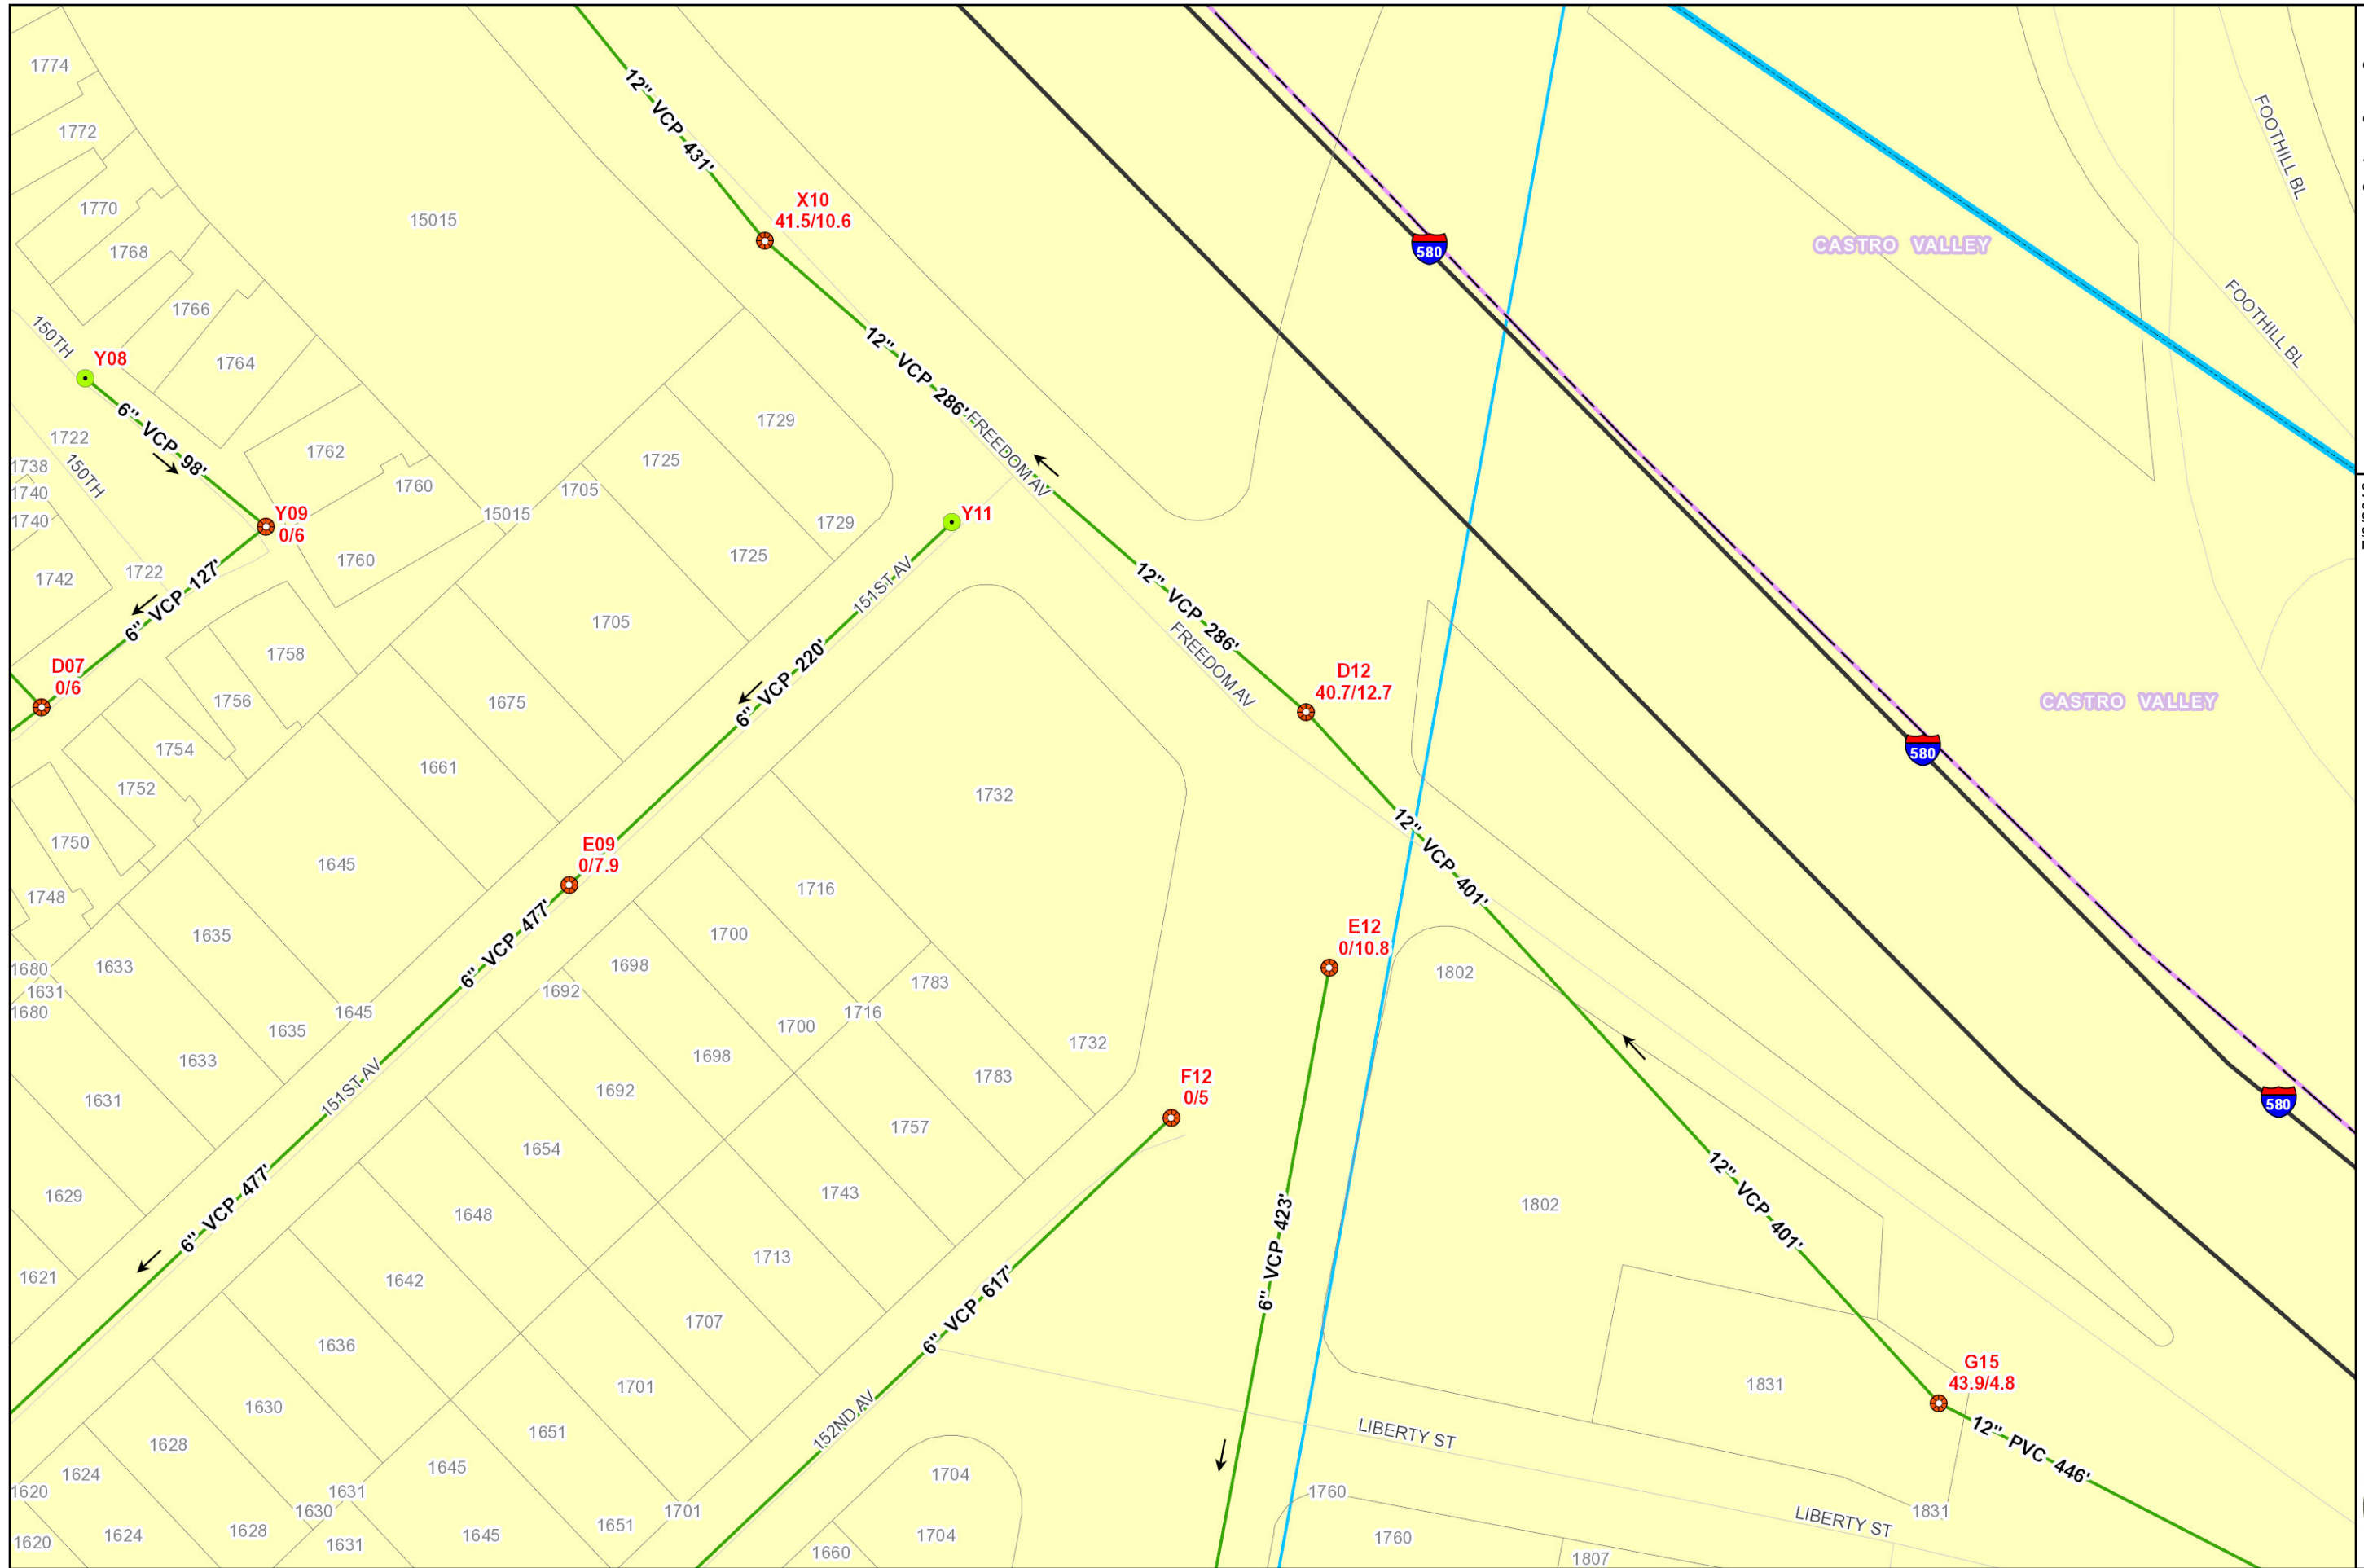 1774
1772
1770
1768
1766
1764
15015
12" VCP 431'
X10
41.5/10.6
580
CASTRO VALLEY
FOOTHILL BL
FOOTHILL BL
150TH
Y08
6" VCP 98'
1722
150TH
1738
1740
1740
1742
1722
Y09
0/6
1762
1760
1760
15015
6" VCP 127'
D07
0/6
12" VCP 286'
FREEDOM AV
1729
1725
1705
1729
1725
1705
Y11
151ST AV
6" VCP 220'
12" VCP 286'
FREEDOM AV
D12
40.7/12.7
CASTRO VALLEY
580
1758
1756
1754
1752
1750
1748
1675
1661
1645
E09
0/7.9
1732
12" VCP 401'
1716
1700
1698
1692
1635
1633
1680
1631
1680
6" VCP 477'
E12
0/10.8
1802
1783
1716
1700
1698
1692
1645
1635
1633
1631
1732
1783
F12
0/5
580
151ST AV
1757
1654
1743
1648
1629
6" VCP 477'
1621
1713
1642
1707
1636
6" VCP 423'
6" VCP 617'
12" VCP 401'
1802
1701
1630
1651
1628
1645
1624
1620
1631
1630
1701
1651
1645
1631
1628
1624
1620
152ND AV
1704
1704
1660
LIBERTY ST
1831
G15
43.9/4.8
12" PVC 446'
1831
LIBERTY ST
1760
1760
1807